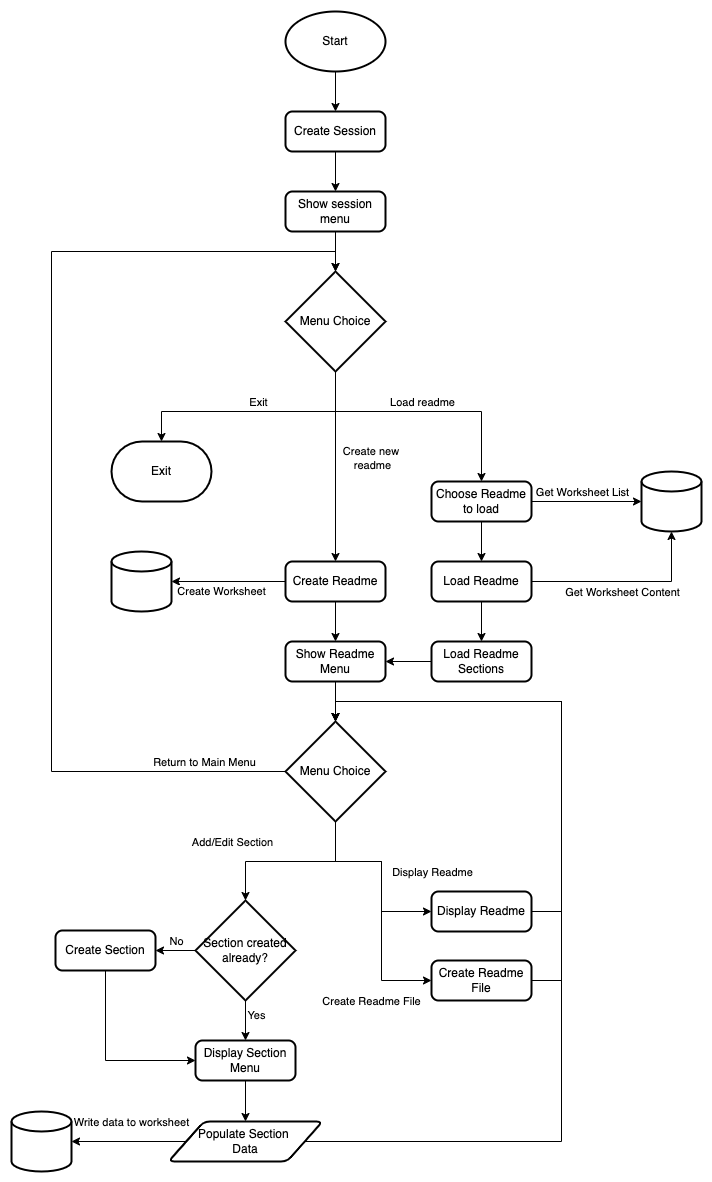 Start
Create Session
Show session
menu
Menu Choice
Exit
Load readme
Create new
readme
Exit
Choose Readme
to load
Get Worksheet List
Create Worksheet
Create Readme
Load Readme
Get Worksheet Content
Show Readme
Menu
Load Readme
Sections
Return to Main Menu
Menu Choice
Add/Edit Section
Display Readme
Display Readme
Create Section
No
Section created
already?
Create Readme
File
Create Readme File
Yes
Display Section
Menu
Write data to worksheet
Populate Section
Data